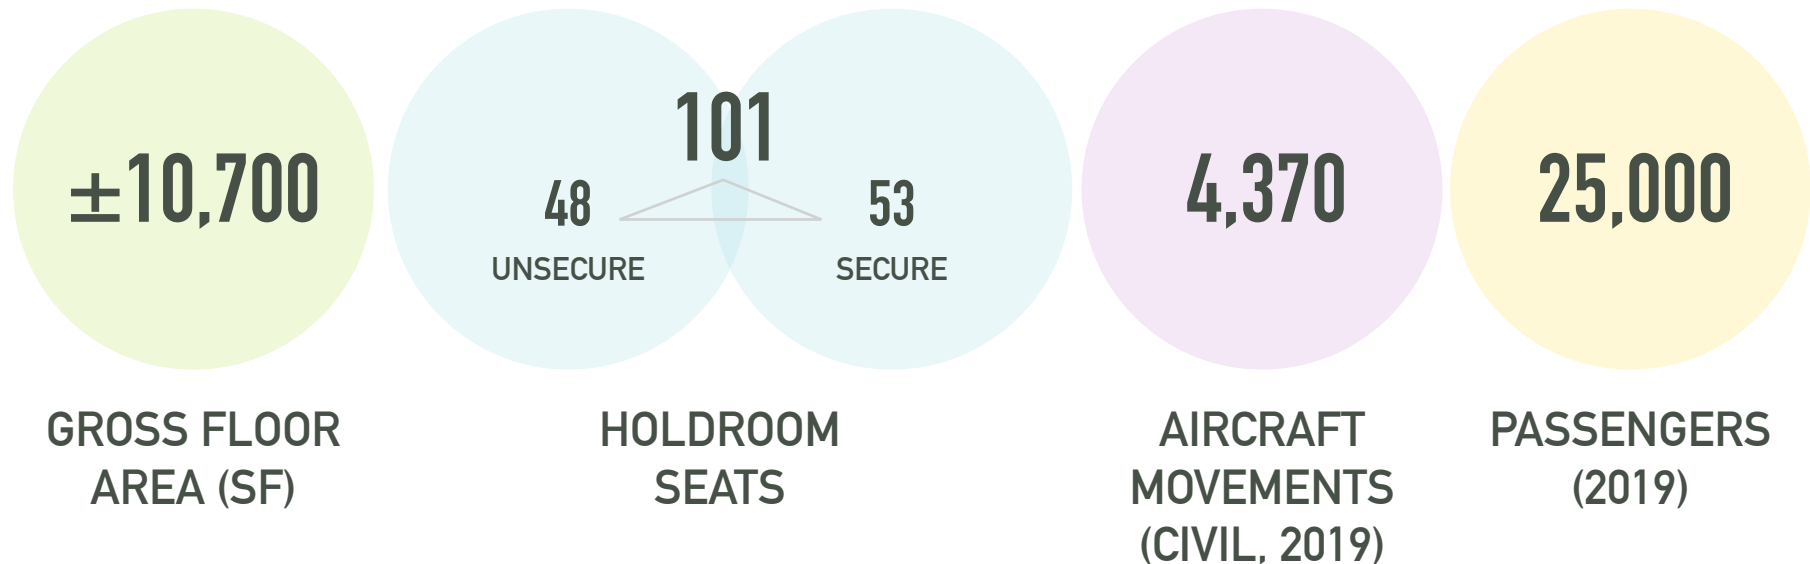 ±10,700
GROSS FLOOR
AREA (SF)
101
48
53
UNSECURE
SECURE
HOLDROOM
SEATS
4,370
AIRCRAFT
MOVEMENTS
(CIVIL, 2019)
25,000
PASSENGERS
(2019)